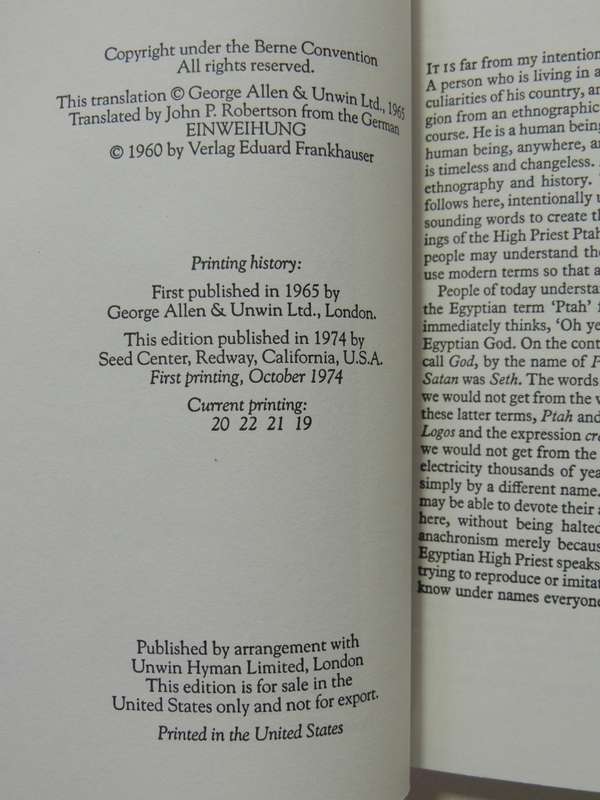 Copyright under the Berne Convention
All rights reserved.
This translation © George Allen & Unwin Ltd., 1965
Translated by John P. Robertson from the German
EINWEIHUNG
© 1960 by Verlag Eduard Frankhauser
Printing history:
First published in 1965 by
George Allen & Unwin Ltd., London.
This edition published in 1974 by
Seed Center, Redway, California, U.S.A.
First printing, October 1974
Current printing:
20 22 21 19
Published by arrangement with
Unwin Hyman Limited, London
This edition is for sale in the
United States only and not for export.
Printed in the United States
IT IS far from my intention
A person who is living in a
culiarities of his country, an
gion from an ethnographic
course. He is a human being
human being, anywhere, an
is timeless and changeless.
ethnography and history.
follows here, intentionally u
sounding words to create th
ings of the High Priest Ptah
people may understand the
use modern terms so that a
People of today understan
the Egyptian term 'Ptah' f
immediately thinks, 'Oh ye
Egyptian God. On the cont
call God, by the name of P
Satan was Seth. The words
we would not get from the v
these latter terms, Ptah and
Logos and the expression cre
we would not get from the
electricity thousands of yea
simply by a different name.
may be able to devote their a
here, without being halted
anachronism merely becaus
Egyptian High Priest speaks
trying to reproduce or imitat
know under names everyone